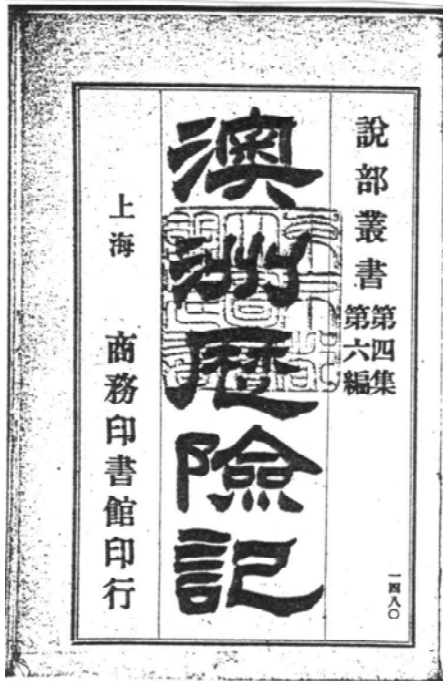 說部叢書
第四集
第六編
澳洲歷險記
上海 商務印書館印行
一四八〇